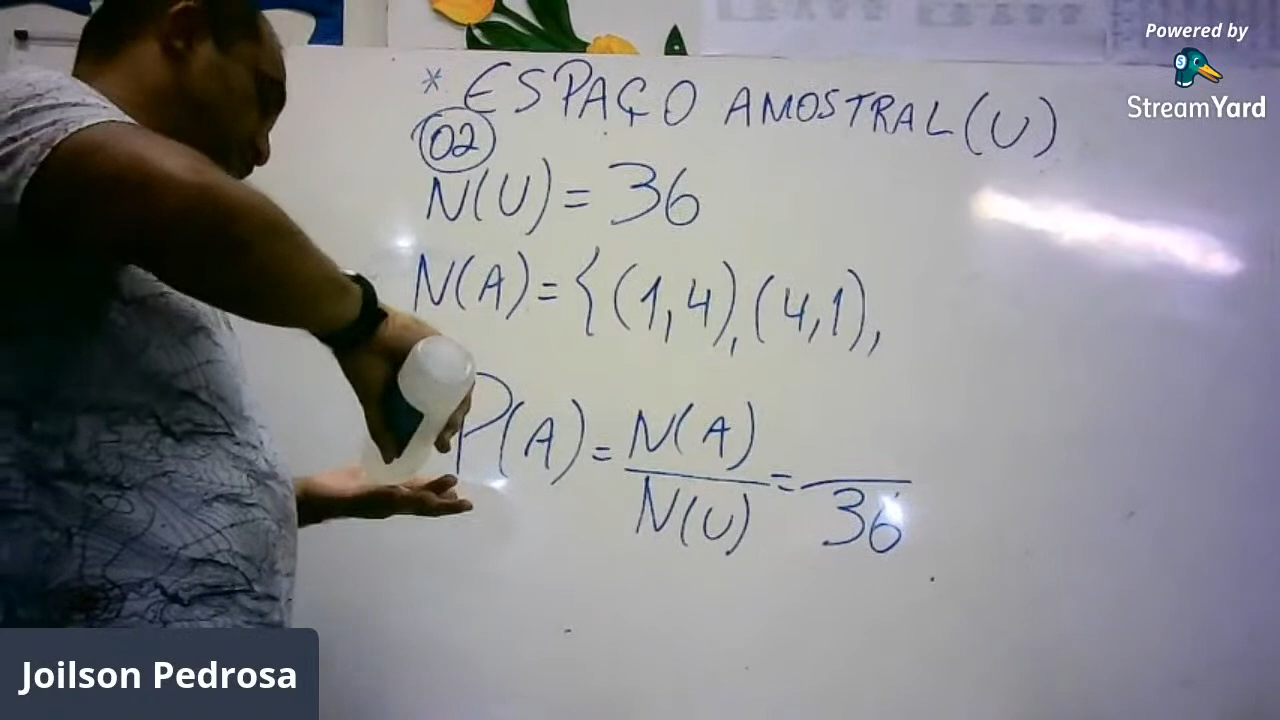 Powered by
StreamYard
* ESPAÇO AMOSTRAL (U)
02
N(U) = 36
N(A) = { (1,4), (4,1),
P(A) = N(A) / N(U) = / 36
Joilson Pedrosa